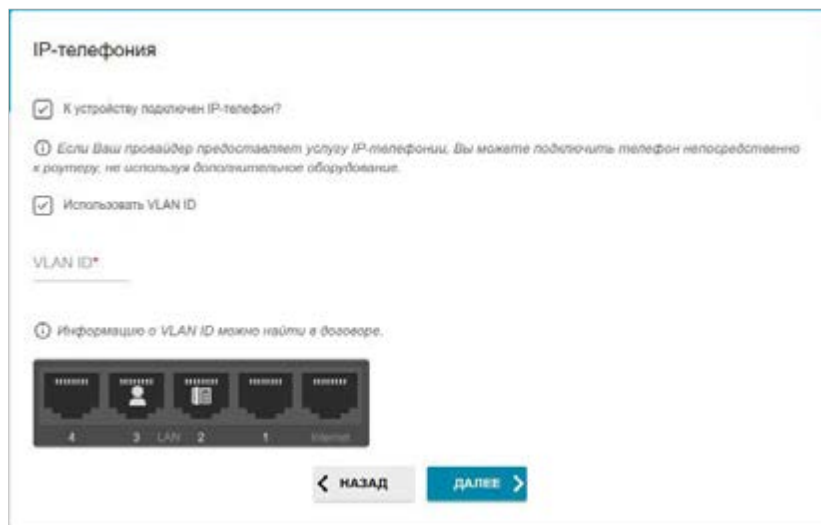 IP-телефония
К устройству подключен IP-телефон?
Если Ваш провайдер предоставляет услугу IP-телефонии, Вы можете подключить телефон непосредственно
к роутеру, не используя дополнительное оборудование.
Использовать VLAN ID
VLAN ID*
Информацию о VLAN ID можно найти в договоре.
4 3 LAN 2 1 Internet
НАЗАД ДАЛЕЕ